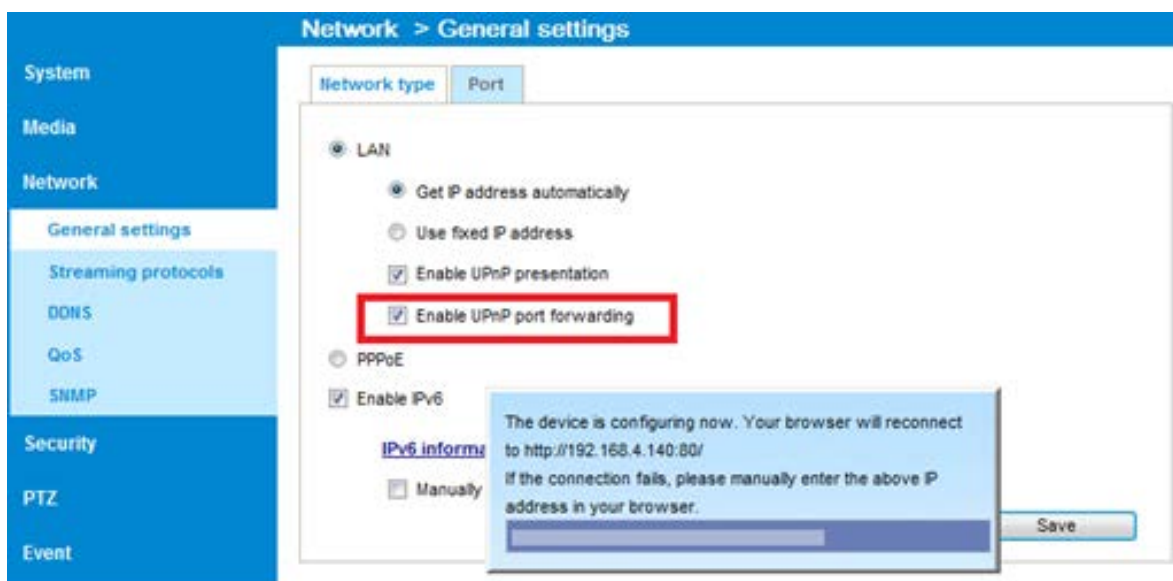 Network > General settings
System
Media
Network
General settings
Streaming protocols
DDNS
QoS
SNMP
Security
PTZ
Event
Network type
Port
LAN
Get IP address automatically
Use fixed IP address
Enable UPnP presentation
Enable UPnP port forwarding
PPPoE
Enable IPv6
IPv6 informa
Manually
The device is configuring now. Your browser will reconnect
to http://192.168.4.140:80/
If the connection fails, please manually enter the above IP
address in your browser.
Save